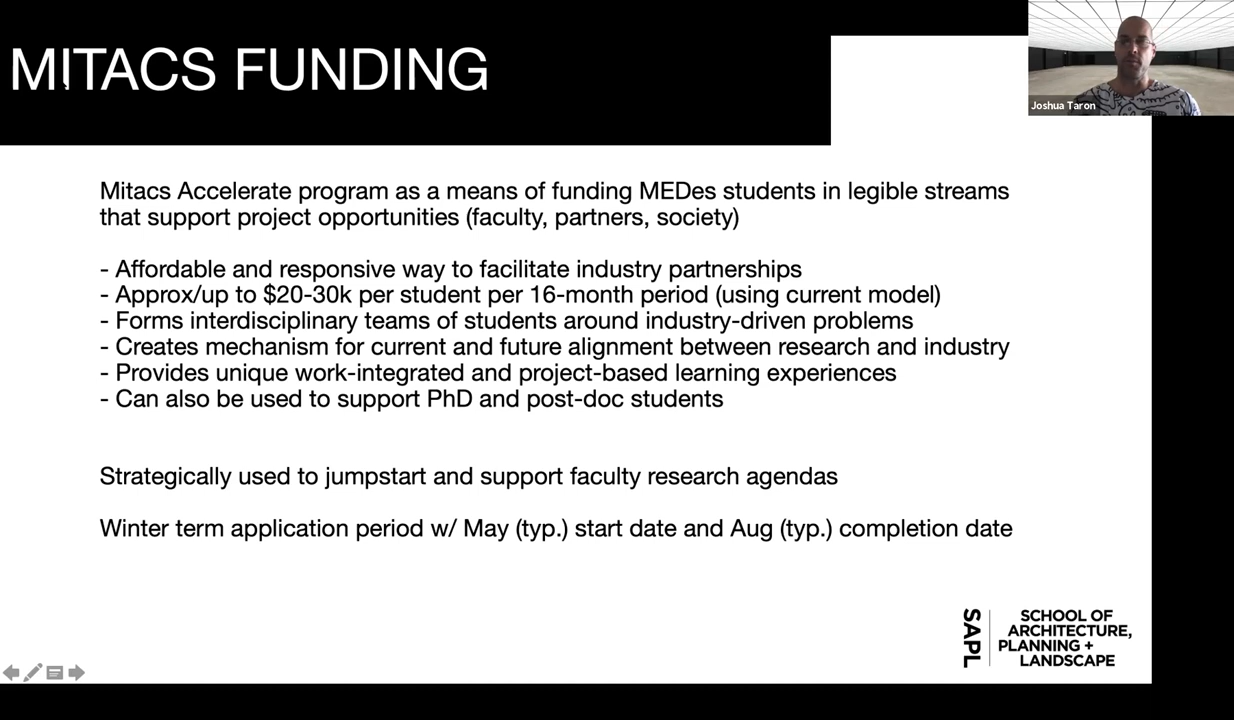 MITACS FUNDING
Joshua Taron
Mitacs Accelerate program as a means of funding MEDes students in legible streams
that support project opportunities (faculty, partners, society)
- Affordable and responsive way to facilitate industry partnerships
- Approx/up to $20-30k per student per 16-month period (using current model)
- Forms interdisciplinary teams of students around industry-driven problems
- Creates mechanism for current and future alignment between research and industry
- Provides unique work-integrated and project-based learning experiences
- Can also be used to support PhD and post-doc students
Strategically used to jumpstart and support faculty research agendas
Winter term application period w/ May (typ.) start date and Aug (typ.) completion date
SAPL
SCHOOL OF
ARCHITECTURE,
PLANNING +
LANDSCAPE